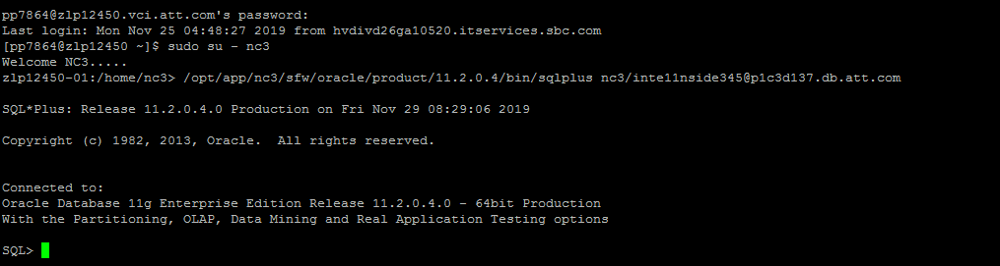 pp7864@zlp12450.vci.att.com's password:
Last login: Mon Nov 25 04:48:27 2019 from hvdivd26ga10520.itservices.sbc.com
[pp7864@zlp12450 ~]$ sudo su - nc3
Welcome NC3.....
zlp12450-01:/home/nc3> /opt/app/nc3/sfw/oracle/product/11.2.0.4/bin/sqlplus nc3/inte11nside345@p1c3d137.db.att.com
SQL*Plus: Release 11.2.0.4.0 Production on Fri Nov 29 08:29:06 2019
Copyright (c) 1982, 2013, Oracle.  All rights reserved.
Connected to:
Oracle Database 11g Enterprise Edition Release 11.2.0.4.0 - 64bit Production
With the Partitioning, OLAP, Data Mining and Real Application Testing options
SQL>